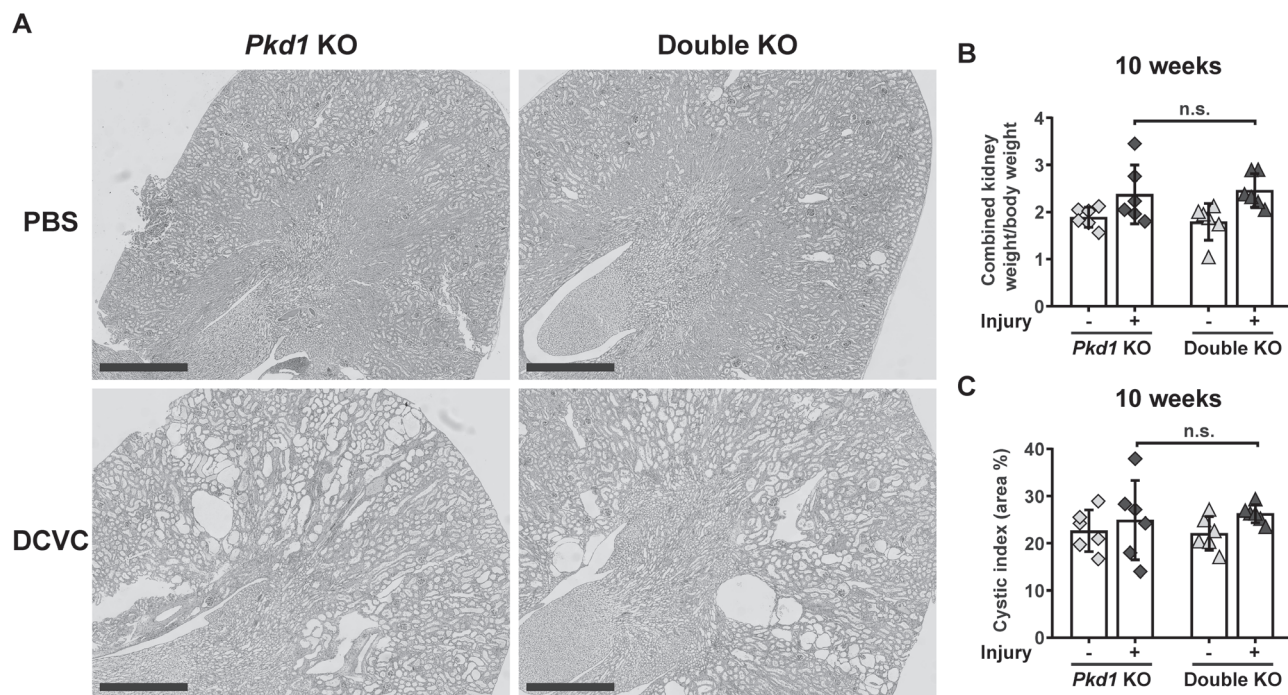 A
Pkd1 KO
Double KO
PBS
DCVC
B
10 weeks
n.s.
Combined kidney
weight/body weight
4
3
2
1
0
Injury
- + - +
Pkd1 KO Double KO
C
10 weeks
n.s.
Cystic index (area %)
40
30
20
10
0
Injury
- + - +
Pkd1 KO Double KO